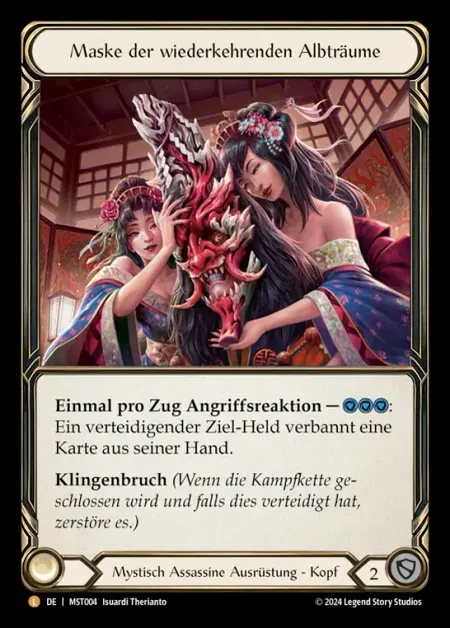 Maske der wiederkehrenden Albträume
Einmal pro Zug Angriffsreaktion — :
Ein verteidigender Ziel-Held verbannt eine
Karte aus seiner Hand.
Klingenbruch (Wenn die Kampfkette ge-
schlossen wird und falls dies verteidigt hat,
zerstöre es.)
Mystisch Assassine Ausrüstung - Kopf
2
L DE | MST004 Isuardi Therianto
© 2024 Legend Story Studios